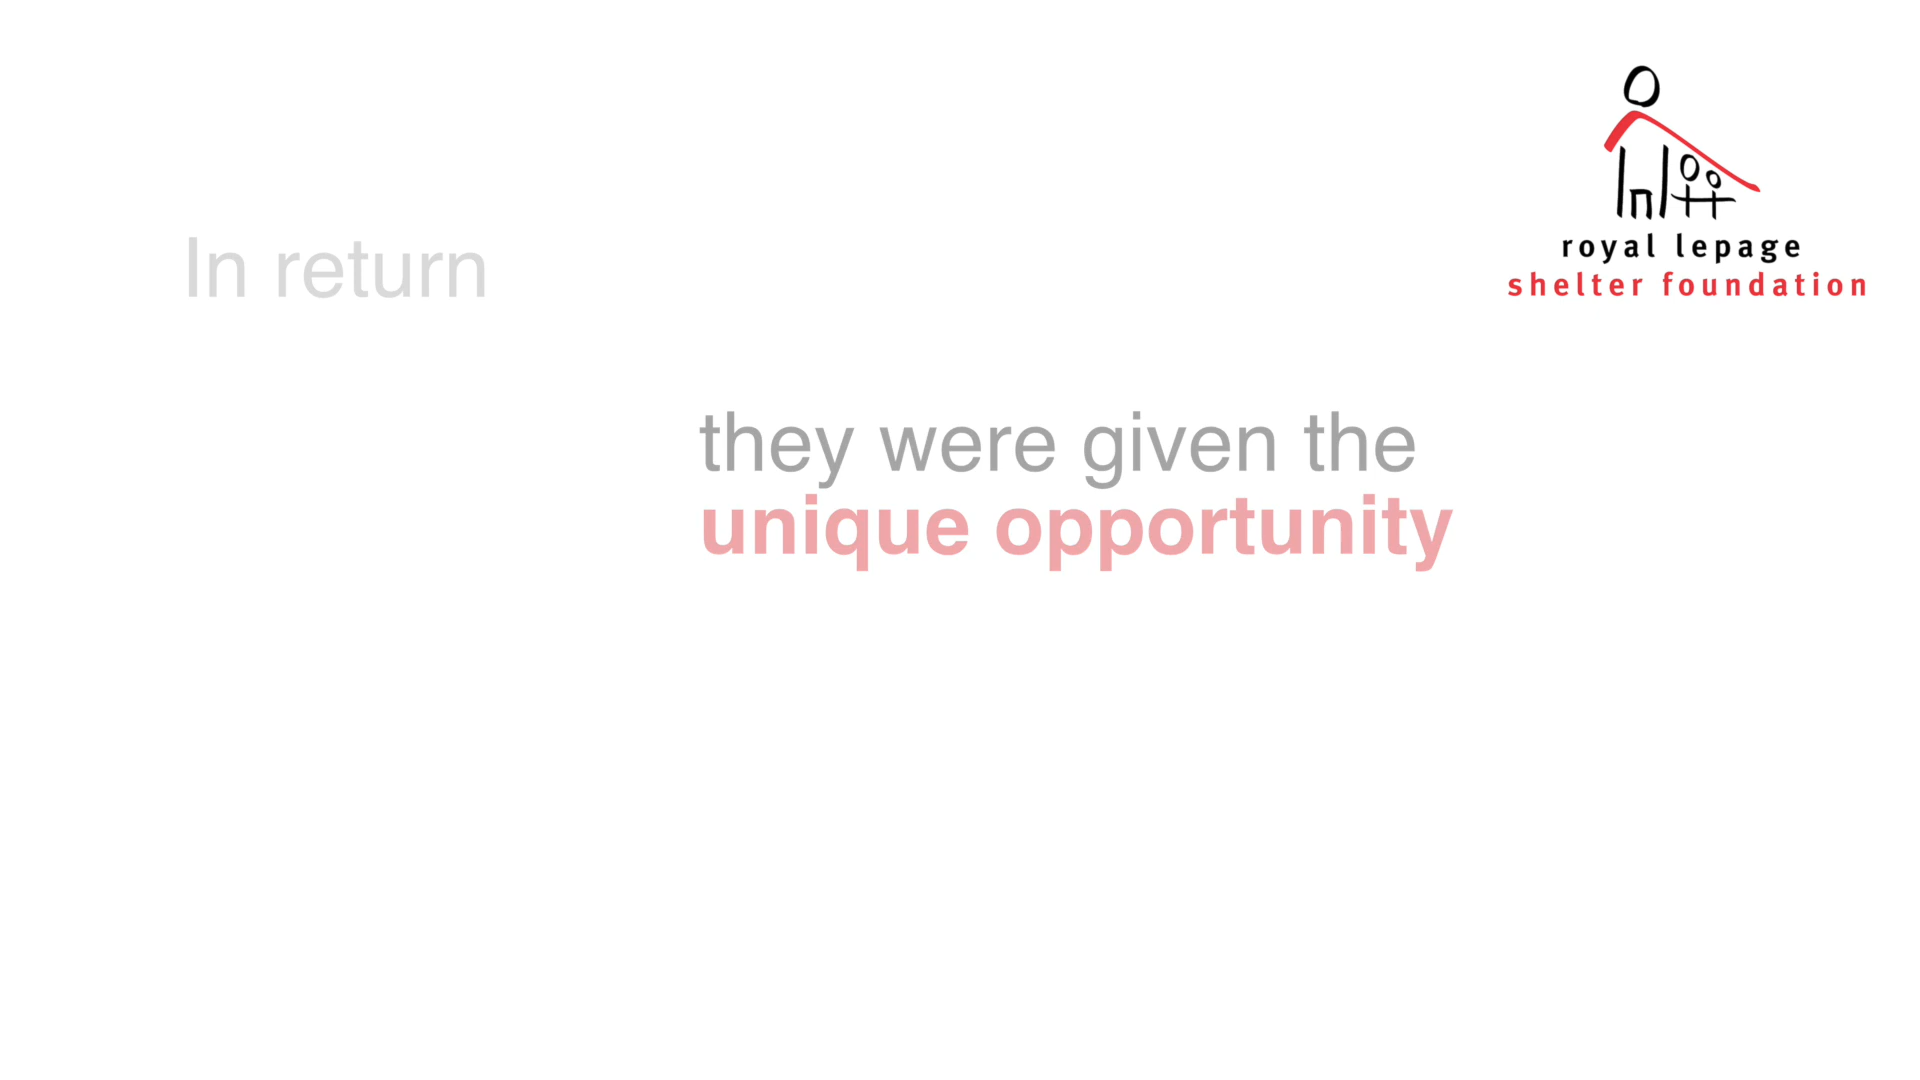 In return
they were given the
unique opportunity
royal lepage
shelter foundation